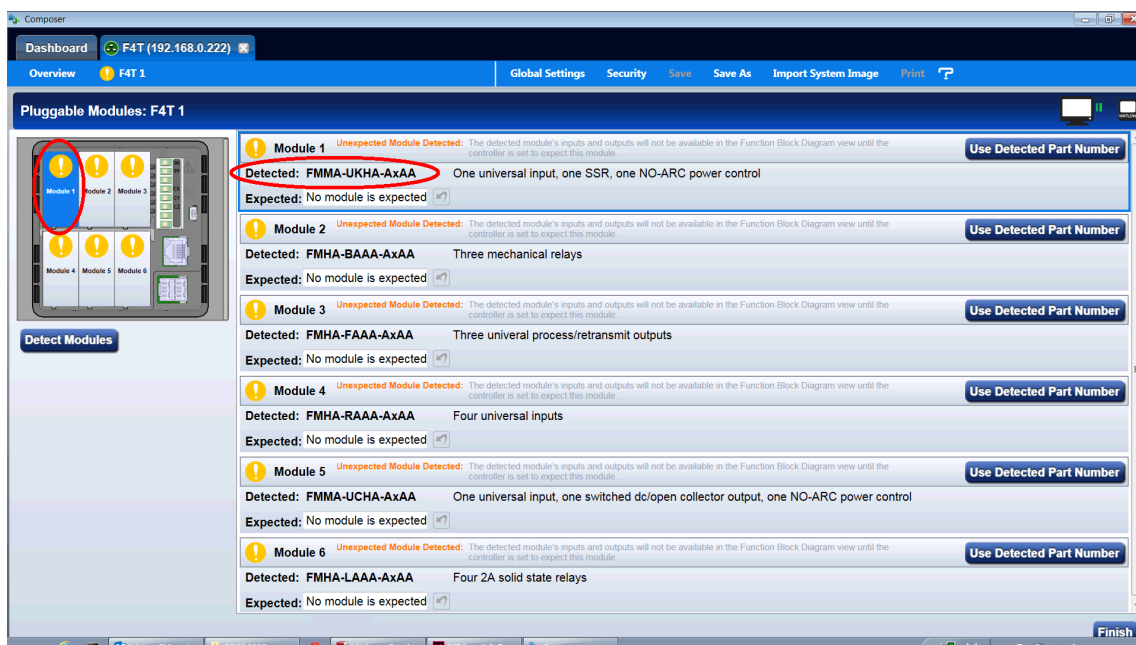 Composer
Dashboard F4T (192.168.0.222)
Overview F4T 1 Global Settings Security Save Save As Import System Image Print
Pluggable Modules: F4T 1
Module 1 Module 2 Module 3
Module 4 Module 5 Module 6
Detect Modules
Module 1 Unexpected Module Detected: The detected module's inputs and outputs will not be available in the Function Block Diagram view until the
controller is set to expect this module.
Use Detected Part Number
Detected: FMMA-UKHA-AxAA One universal input, one SSR, one NO-ARC power control
Expected: No module is expected
Module 2 Unexpected Module Detected: The detected module's inputs and outputs will not be available in the Function Block Diagram view until the
controller is set to expect this module.
Use Detected Part Number
Detected: FMHA-BAAA-AxAA Three mechanical relays
Expected: No module is expected
Module 3 Unexpected Module Detected: The detected module's inputs and outputs will not be available in the Function Block Diagram view until the
controller is set to expect this module.
Use Detected Part Number
Detected: FMHA-FAAA-AxAA Three univeral process/retransmit outputs
Expected: No module is expected
Module 4 Unexpected Module Detected: The detected module's inputs and outputs will not be available in the Function Block Diagram view until the
controller is set to expect this module.
Use Detected Part Number
Detected: FMHA-RAAA-AxAA Four universal inputs
Expected: No module is expected
Module 5 Unexpected Module Detected: The detected module's inputs and outputs will not be available in the Function Block Diagram view until the
controller is set to expect this module.
Use Detected Part Number
Detected: FMMA-UCHA-AxAA One universal input, one switched dc/open collector output, one NO-ARC power control
Expected: No module is expected
Module 6 Unexpected Module Detected: The detected module's inputs and outputs will not be available in the Function Block Diagram view until the
controller is set to expect this module.
Use Detected Part Number
Detected: FMHA-LAAA-AxAA Four 2A solid state relays
Expected: No module is expected
Finish